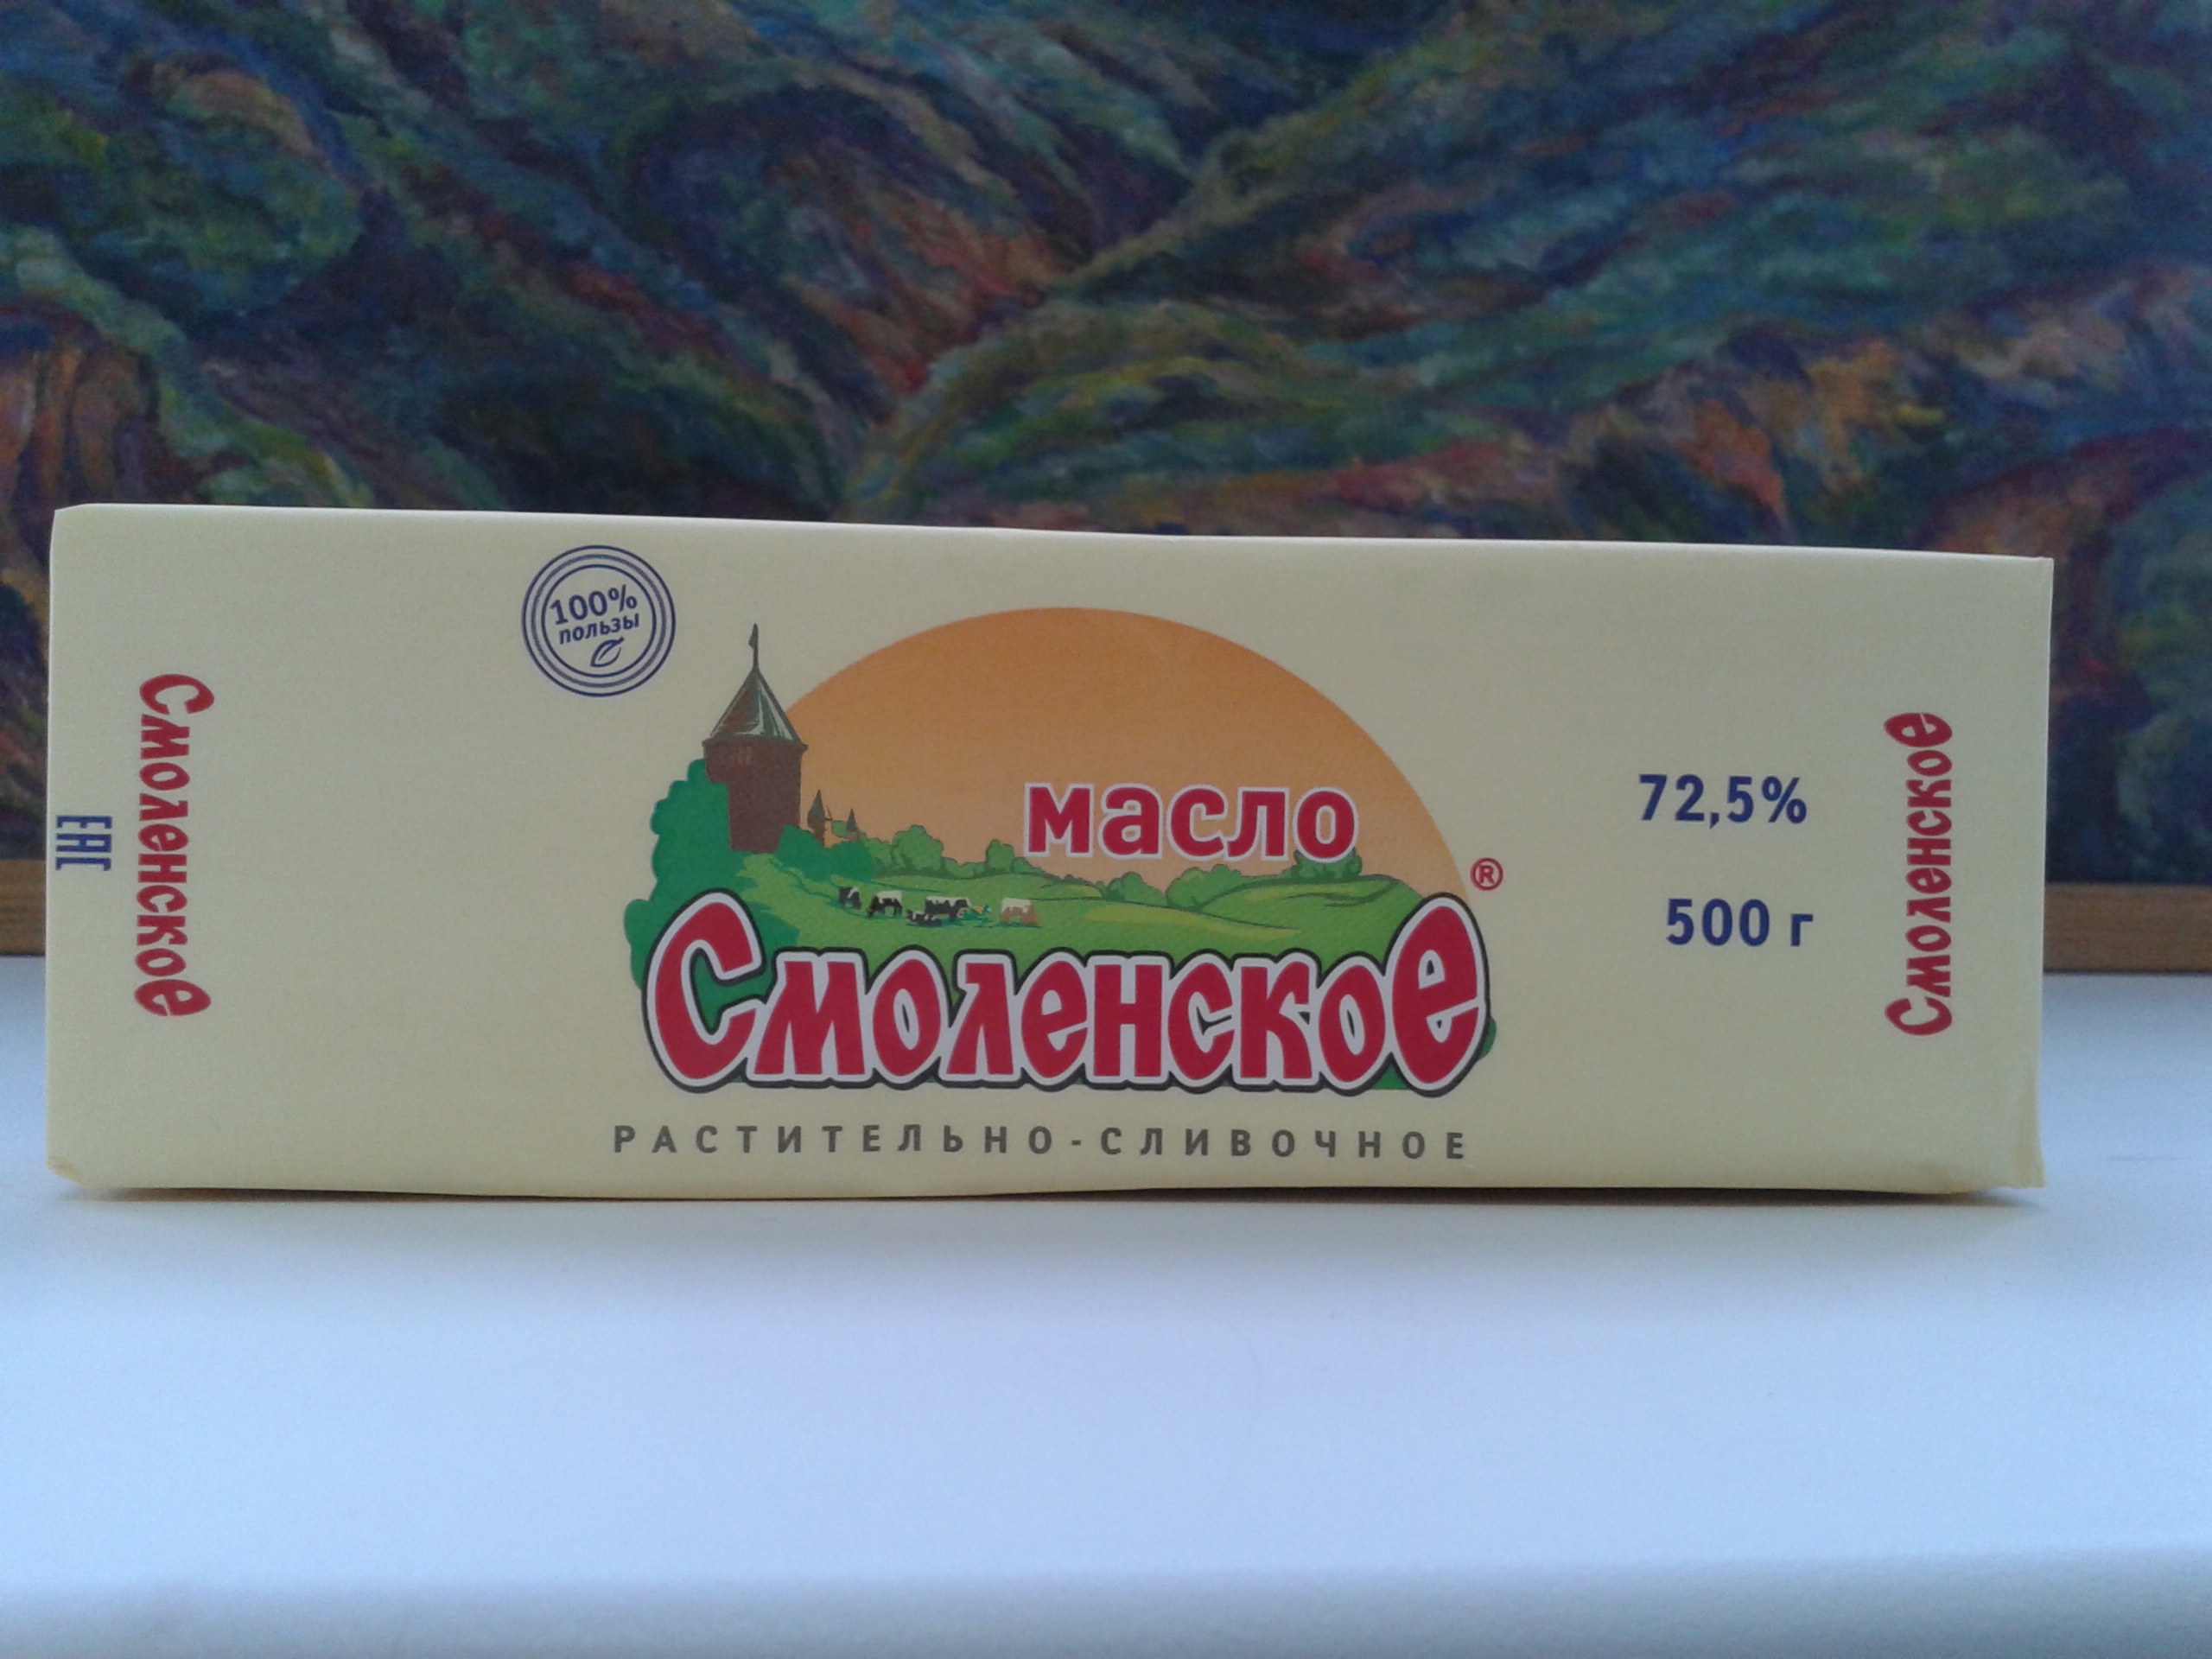 100%
пользы
масло
Смоленское
®
РАСТИТЕЛЬНО-СЛИВОЧНОЕ
72,5%
500 г
Смоленское
Смоленское
EAC